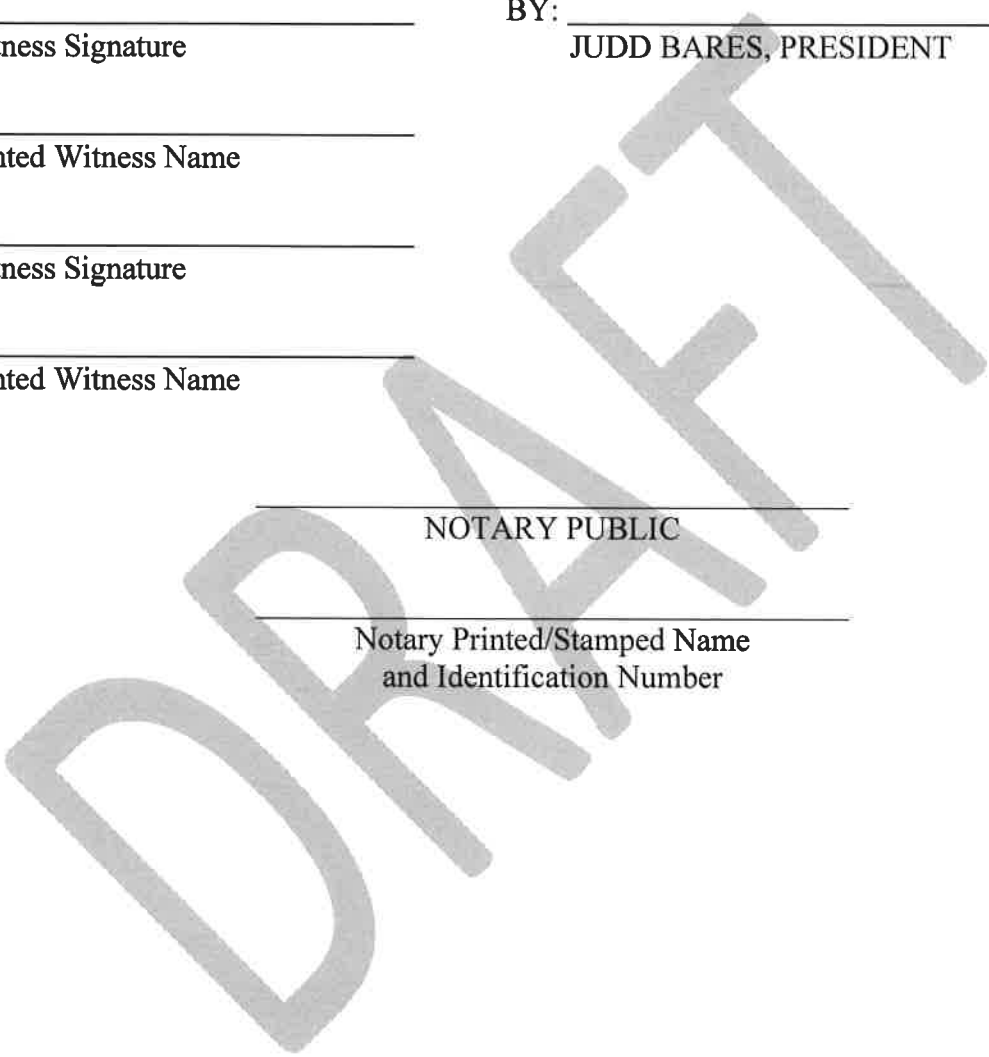 BY:
ness Signature
JUDD BARES, PRESIDENT
nted Witness Name
ness Signature
nted Witness Name
NOTARY PUBLIC
Notary Printed/Stamped Name
and Identification Number
DRAFT